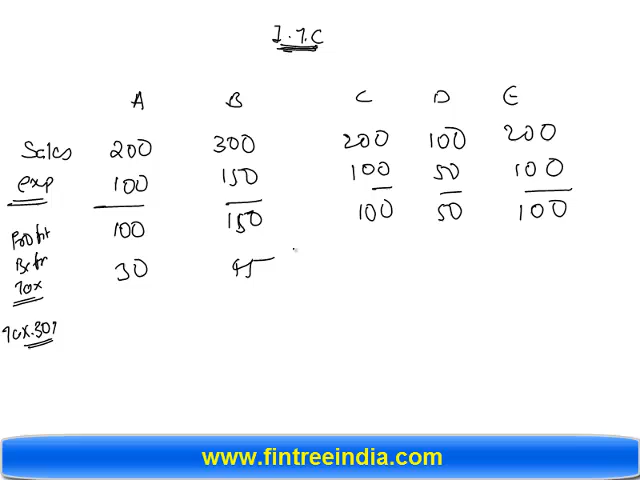 I.T.C
A B C D E
Sales 200 300 200 100 200
exp 100 150 100 50 100
Profit 100 150 100 50 100
Befr
Tax 30 45
Tax.30%
www.fintreeindia.com